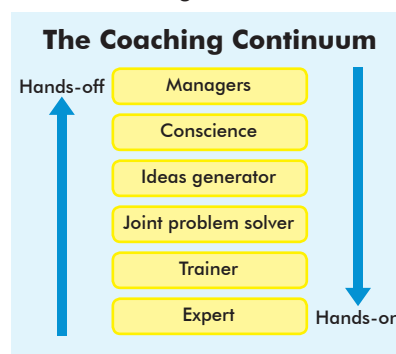 The Coaching Continuum
Hands-off
Managers
Conscience
Ideas generator
Joint problem solver
Trainer
Expert
Hands-on